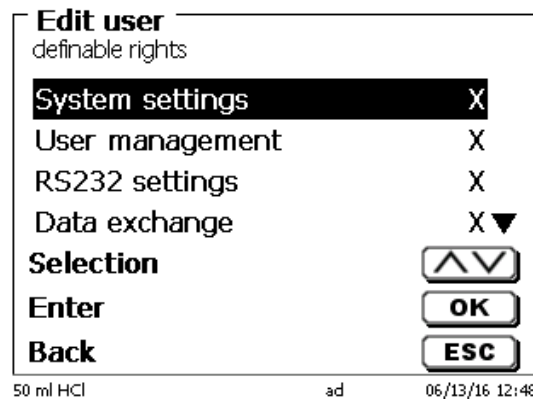 Edit user
definable rights
System settings X
User management X
RS232 settings X
Data exchange X
Selection
Enter OK
Back ESC
50 ml HCl ad 06/13/16 12:48